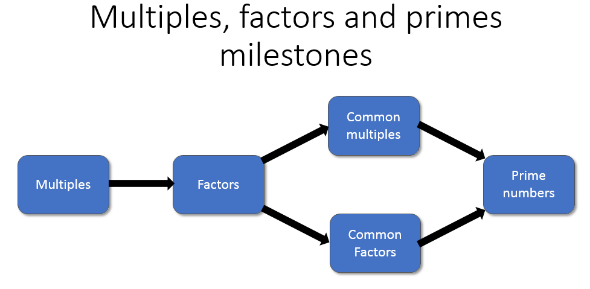 Multiples, factors and primes
milestones
Multiples
Factors
Common
multiples
Common
Factors
Prime
numbers